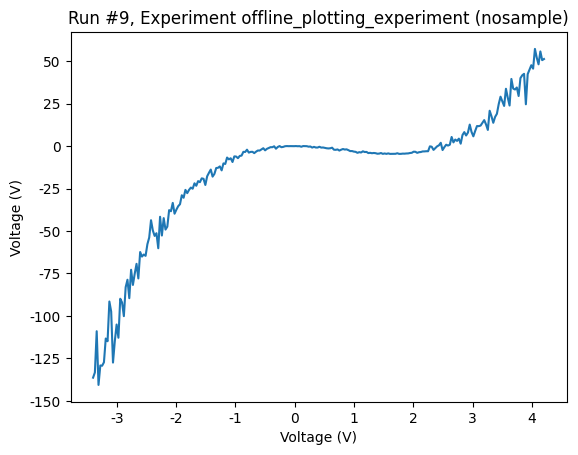 Run #9, Experiment offline_plotting_experiment (nosample)
50
25
0
-25
-50
-75
-100
-125
-150
Voltage (V)
-3 -2 -1 0 1 2 3 4
Voltage (V)